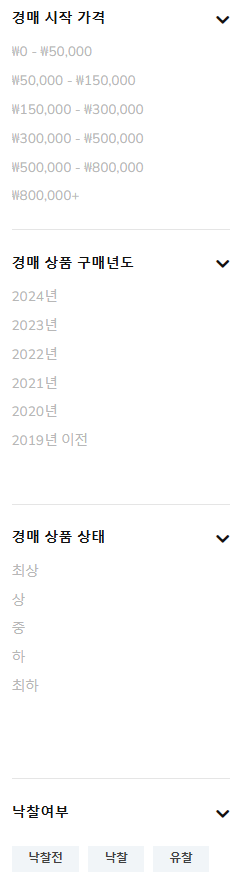 경매 시작 가격
₩0 - ₩50,000
₩50,000 - ₩150,000
₩150,000 - ₩300,000
₩300,000 - ₩500,000
₩500,000 - ₩800,000
₩800,000+
경매 상품 구매년도
2024년
2023년
2022년
2021년
2020년
2019년 이전
경매 상품 상태
최상
상
중
하
최하
낙찰여부
낙찰전 낙찰 유찰